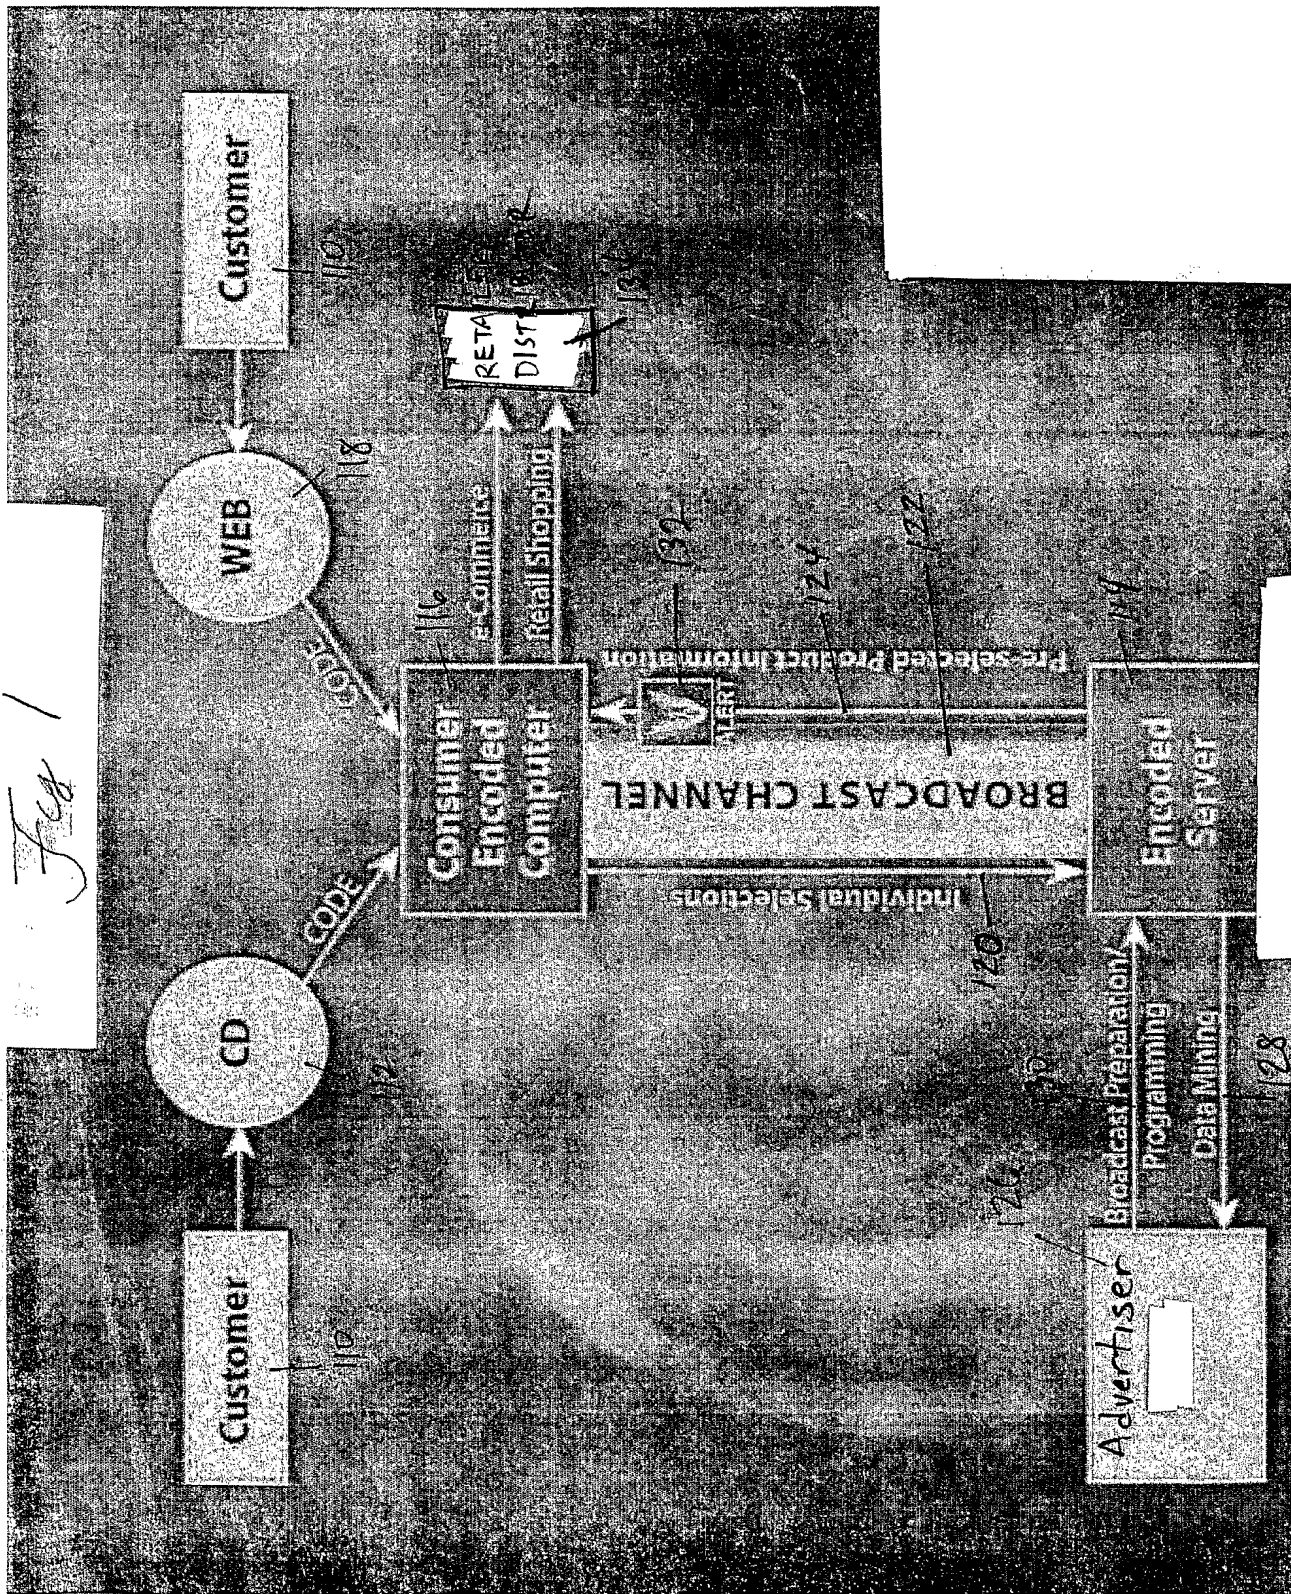 Fig 1
Customer
110
CD
112
CODE
WEB
118
CODE
Customer
110
Consumer
Encoded
Computer
116
e-Commerce
Retail Shopping
RETAILER
DISTRIBUTOR
134
Individual Selections
120
BROADCAST CHANNEL
122
ALERT
132
Pre-selected Product Information
124
Advertiser
126
Broadcast Preparation/
Programming
130
Data Mining
128
Encoded
Server
114